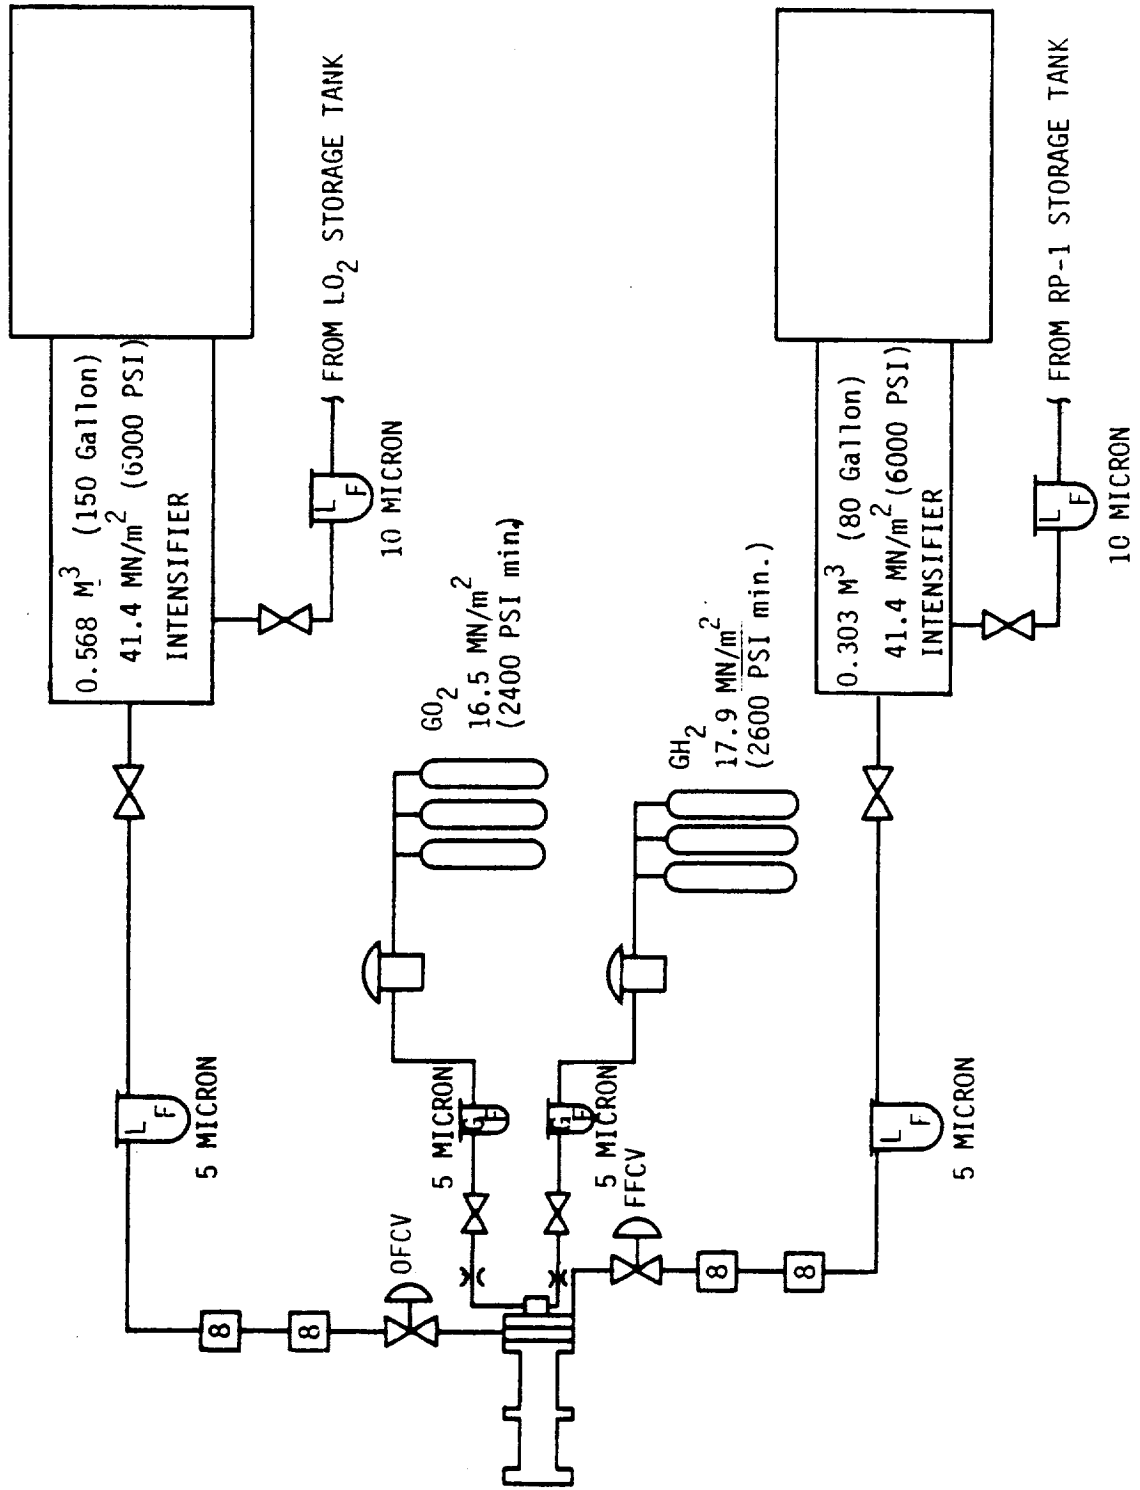 0.568 M³ (150 Gallon)
41.4 MN/m² (6000 PSI)
INTENSIFIER
FROM LO₂ STORAGE TANK
L F
10 MICRON
L F
5 MICRON
8
8
OFCV
GO₂
16.5 MN/m²
(2400 PSI min.)
G F
5 MICRON
GH₂
17.9 MN/m²
(2600 PSI min.)
G F
5 MICRON
FFCV
8
8
L F
5 MICRON
0.303 M³ (80 Gallon)
41.4 MN/m² (6000 PSI)
INTENSIFIER
FROM RP-1 STORAGE TANK
L F
10 MICRON